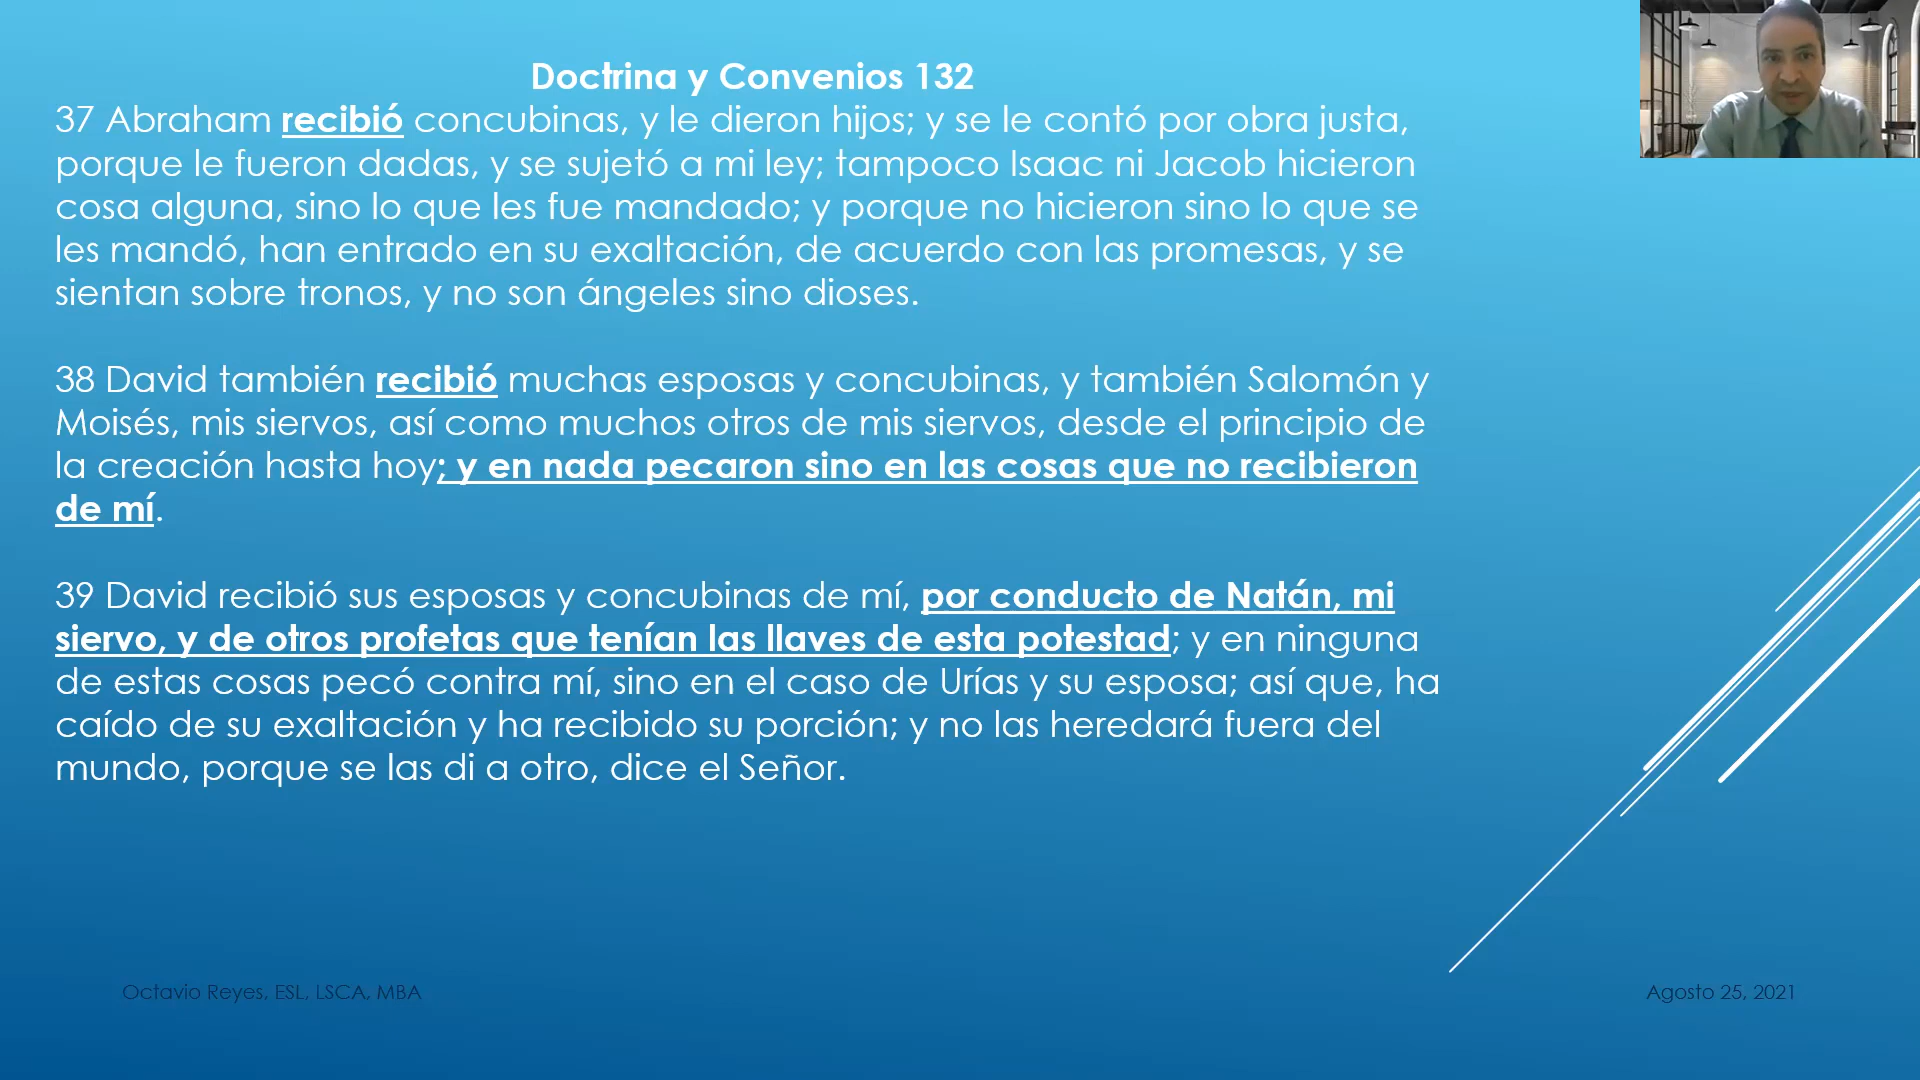 Doctrina y Convenios 132
37 Abraham recibió concubinas, y le dieron hijos; y se le contó por obra justa,
porque le fueron dadas, y se sujetó a mi ley; tampoco Isaac ni Jacob hicieron
cosa alguna, sino lo que les fue mandado; y porque no hicieron sino lo que se
les mandó, han entrado en su exaltación, de acuerdo con las promesas, y se
sientan sobre tronos, y no son ángeles sino dioses.
38 David también recibió muchas esposas y concubinas, y también Salomón y
Moisés, mis siervos, así como muchos otros de mis siervos, desde el principio de
la creación hasta hoy; y en nada pecaron sino en las cosas que no recibieron
de mí.
39 David recibió sus esposas y concubinas de mí, por conducto de Natán, mi
siervo, y de otros profetas que tenían las llaves de esta potestad; y en ninguna
de estas cosas pecó contra mí, sino en el caso de Urías y su esposa; así que, ha
caído de su exaltación y ha recibido su porción; y no las heredará fuera del
mundo, porque se las di a otro, dice el Señor.
Octavio Reyes, ESL, LSCA, MBA
Agosto 25, 2021